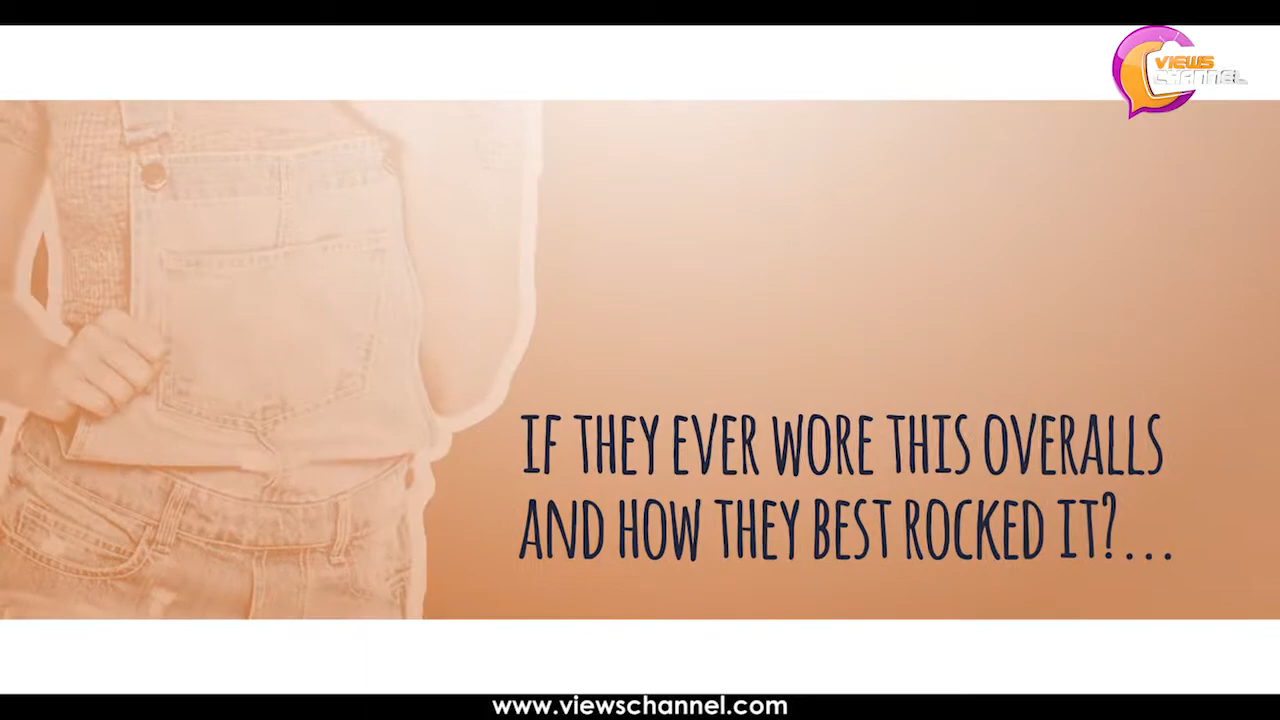 VIEWS
CHANNEL
IF THEY EVER WORE THIS OVERALLS
AND HOW THEY BEST ROCKED IT?...
www.viewschannel.com